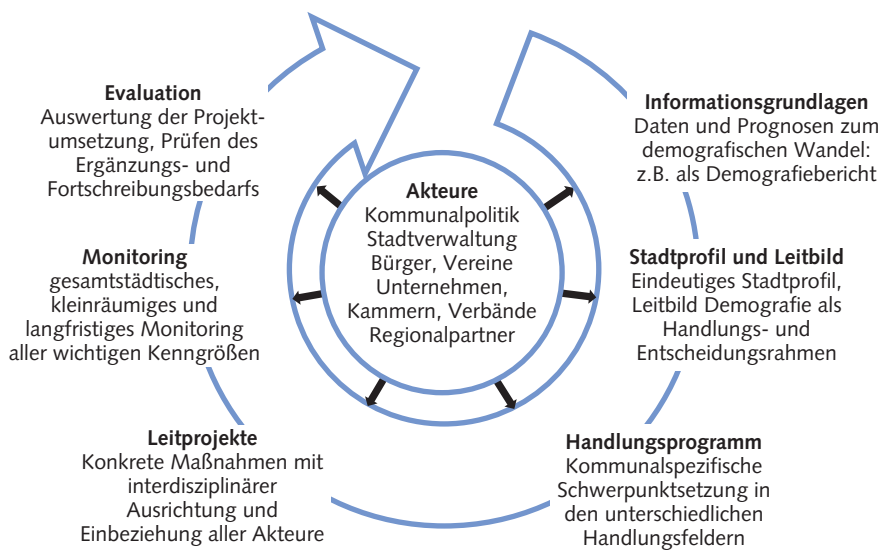 Evaluation
Auswertung der Projekt-
umsetzung, Prüfen des
Ergänzungs- und
Fortschreibungsbedarfs
Informationsgrundlagen
Daten und Prognosen zum
demografischen Wandel:
z.B. als Demografiebericht
Akteure
Kommunalpolitik
Stadtverwaltung
Bürger, Vereine
Unternehmen,
Kammern, Verbände
Regionalpartner
Monitoring
gesamtstädtisches,
kleinräumiges und
langfristiges Monitoring
aller wichtigen Kenngrößen
Stadtprofil und Leitbild
Eindeutiges Stadtprofil,
Leitbild Demografie als
Handlungs- und
Entscheidungsrahmen
Leitprojekte
Konkrete Maßnahmen mit
interdisziplinärer
Ausrichtung und
Einbeziehung aller Akteure
Handlungsprogramm
Kommunalspezifische
Schwerpunktsetzung in
den unterschiedlichen
Handlungsfeldern